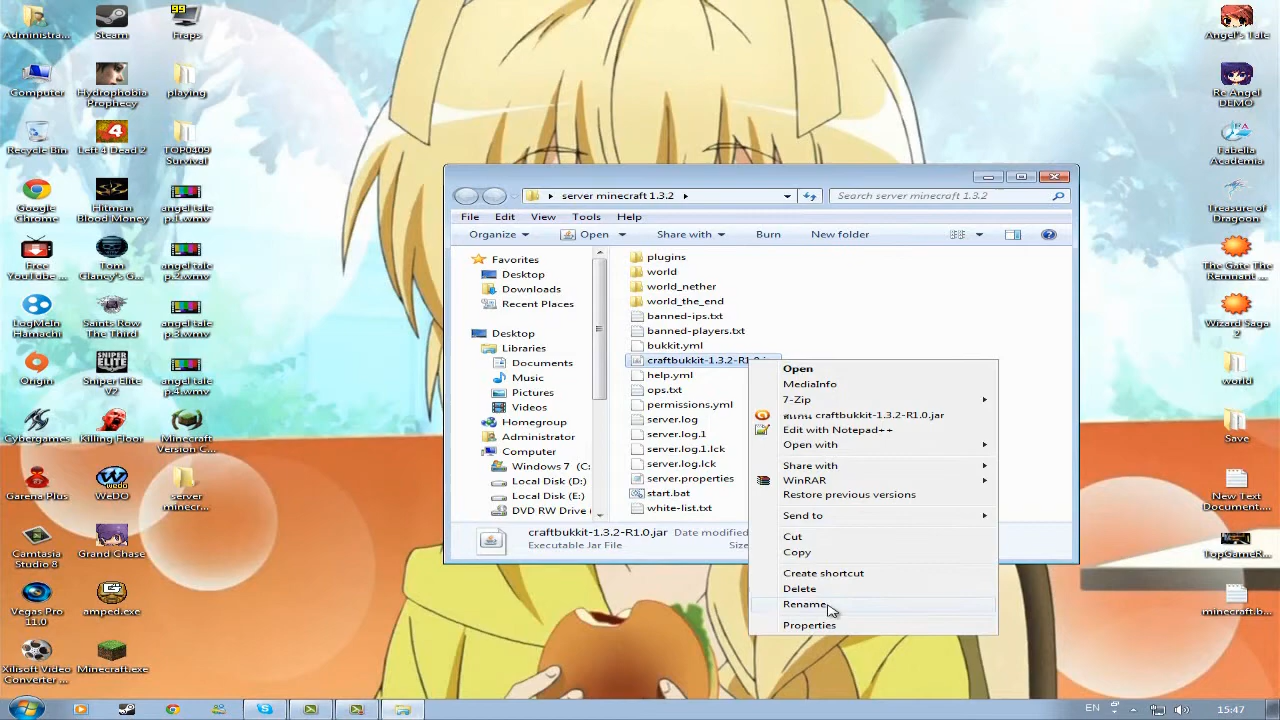 Administra...
Steam
99
Fraps
Computer
Hydrophobia
Prophecy
playing
Recycle Bin
Left 4 Dead 2
TOP0409
Survival
Google
Chrome
Hitman
Blood Money
angel tale
p.1.wmv
Free
YouTube ...
Tom
Clancy's G...
angel tale
p.2.wmv
LogMeIn
Hamachi
Saints Row
The Third
angel tale
p.3.wmv
Origin
Sniper Elite
V2
angel tale
p.4.wmv
Cybergames
Killing Floor
Minecraft
Version C...
Garena Plus
WeDO
server
minecr...
Camtasia
Studio 8
Grand Chase
Vegas Pro
11.0
amped.exe
Xilisoft Video
Converter ...
Minecraft.exe
server minecraft 1.3.2
Search server minecraft 1.3.2
File Edit View Tools Help
Organize Open Share with Burn New folder
Favorites
Desktop
Downloads
Recent Places
Desktop
Libraries
Documents
Music
Pictures
Videos
Homegroup
Administrator
Computer
Windows 7 (C:
Local Disk (D:)
Local Disk (E:)
DVD RW Drive
plugins
world
world_nether
world_the_end
banned-ips.txt
banned-players.txt
bukkit.yml
craftbukkit-1.3.2-R1.0.j
help.yml
ops.txt
permissions.yml
server.log
server.log.1
server.log.1.lck
server.log.lck
server.properties
start.bat
white-list.txt
craftbukkit-1.3.2-R1.0.jar Date modified
Executable Jar File Size
Open
MediaInfo
7-Zip
สแกน craftbukkit-1.3.2-R1.0.jar
Edit with Notepad++
Open with
Share with
WinRAR
Restore previous versions
Send to
Cut
Copy
Create shortcut
Delete
Rename
Properties
Angel's Tale
Re Angel
DEMO
Fabella
Academia
Treasure of
Dragoon
The Gate The
Remnant ...
Wizard Saga
2
world
Save
New Text
Document....
TopGameR...
minecraft.b...
EN
15:47